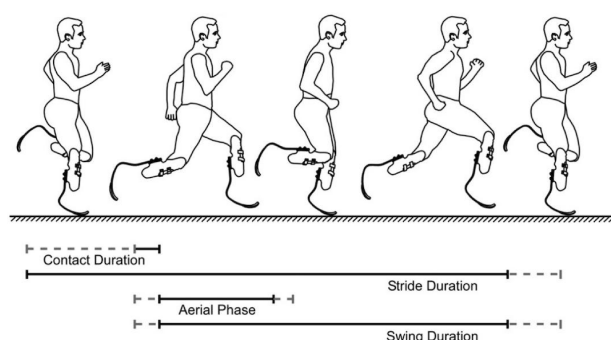 Contact Duration
Stride Duration
Aerial Phase
Swing Duration